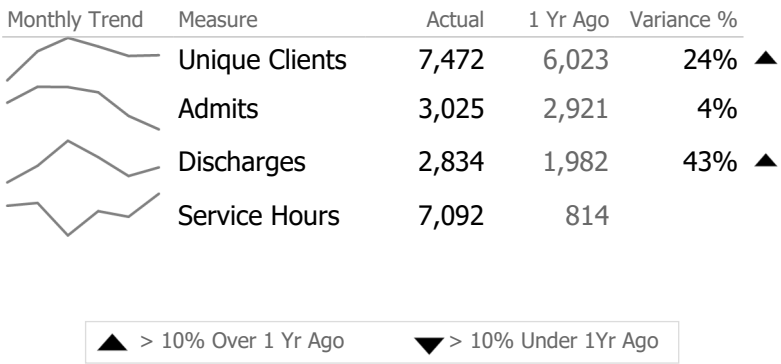 Monthly Trend Measure Actual 1 Yr Ago Variance %
Unique Clients 7,472 6,023 24% ▲
Admits 3,025 2,921 4%
Discharges 2,834 1,982 43% ▲
Service Hours 7,092 814
▲ > 10% Over 1 Yr Ago ▼ > 10% Under 1Yr Ago